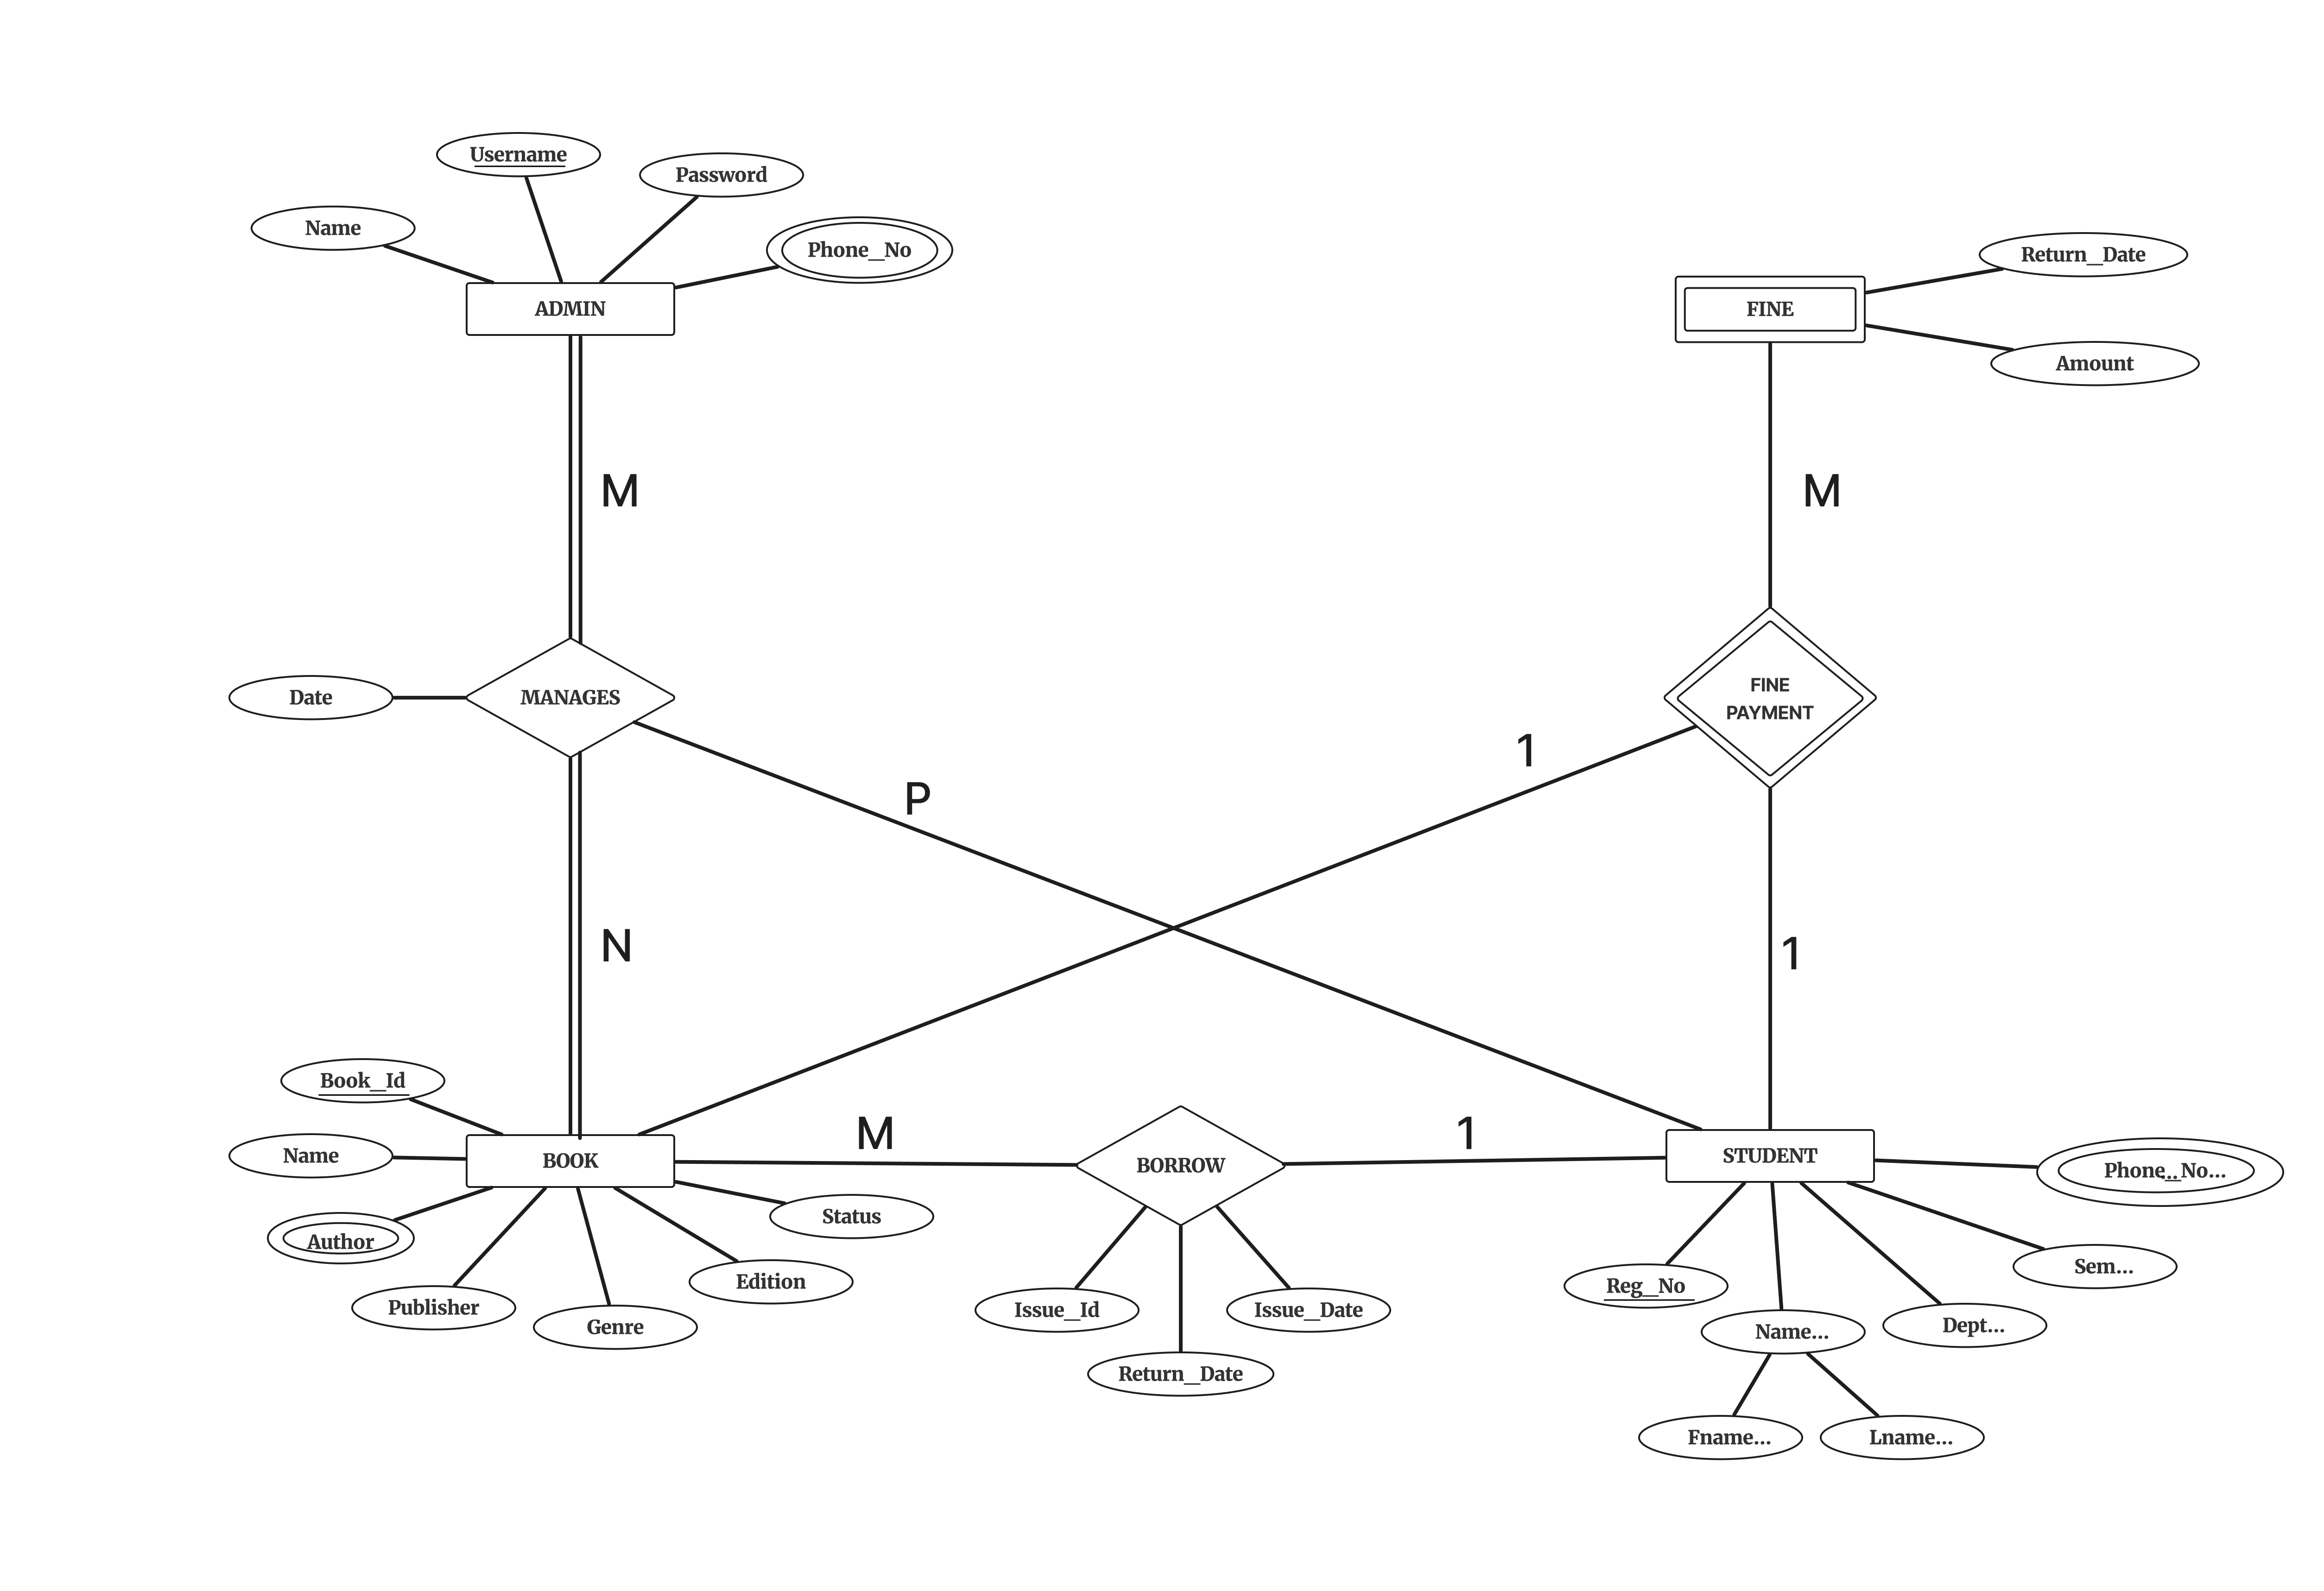 Username
Password
Name
Phone_No
Return_Date
ADMIN
FINE
Amount
M
M
FINE
PAYMENT
Date
MANAGES
1
P
N
1
Book_Id
M
1
Name
BOOK
BORROW
STUDENT
Phone_No...
...
Status
Author
Sem...
Edition
Reg_No
Publisher
Issue_Id
Issue_Date
Genre
Name...
Dept...
Return_Date
Fname...
Lname...